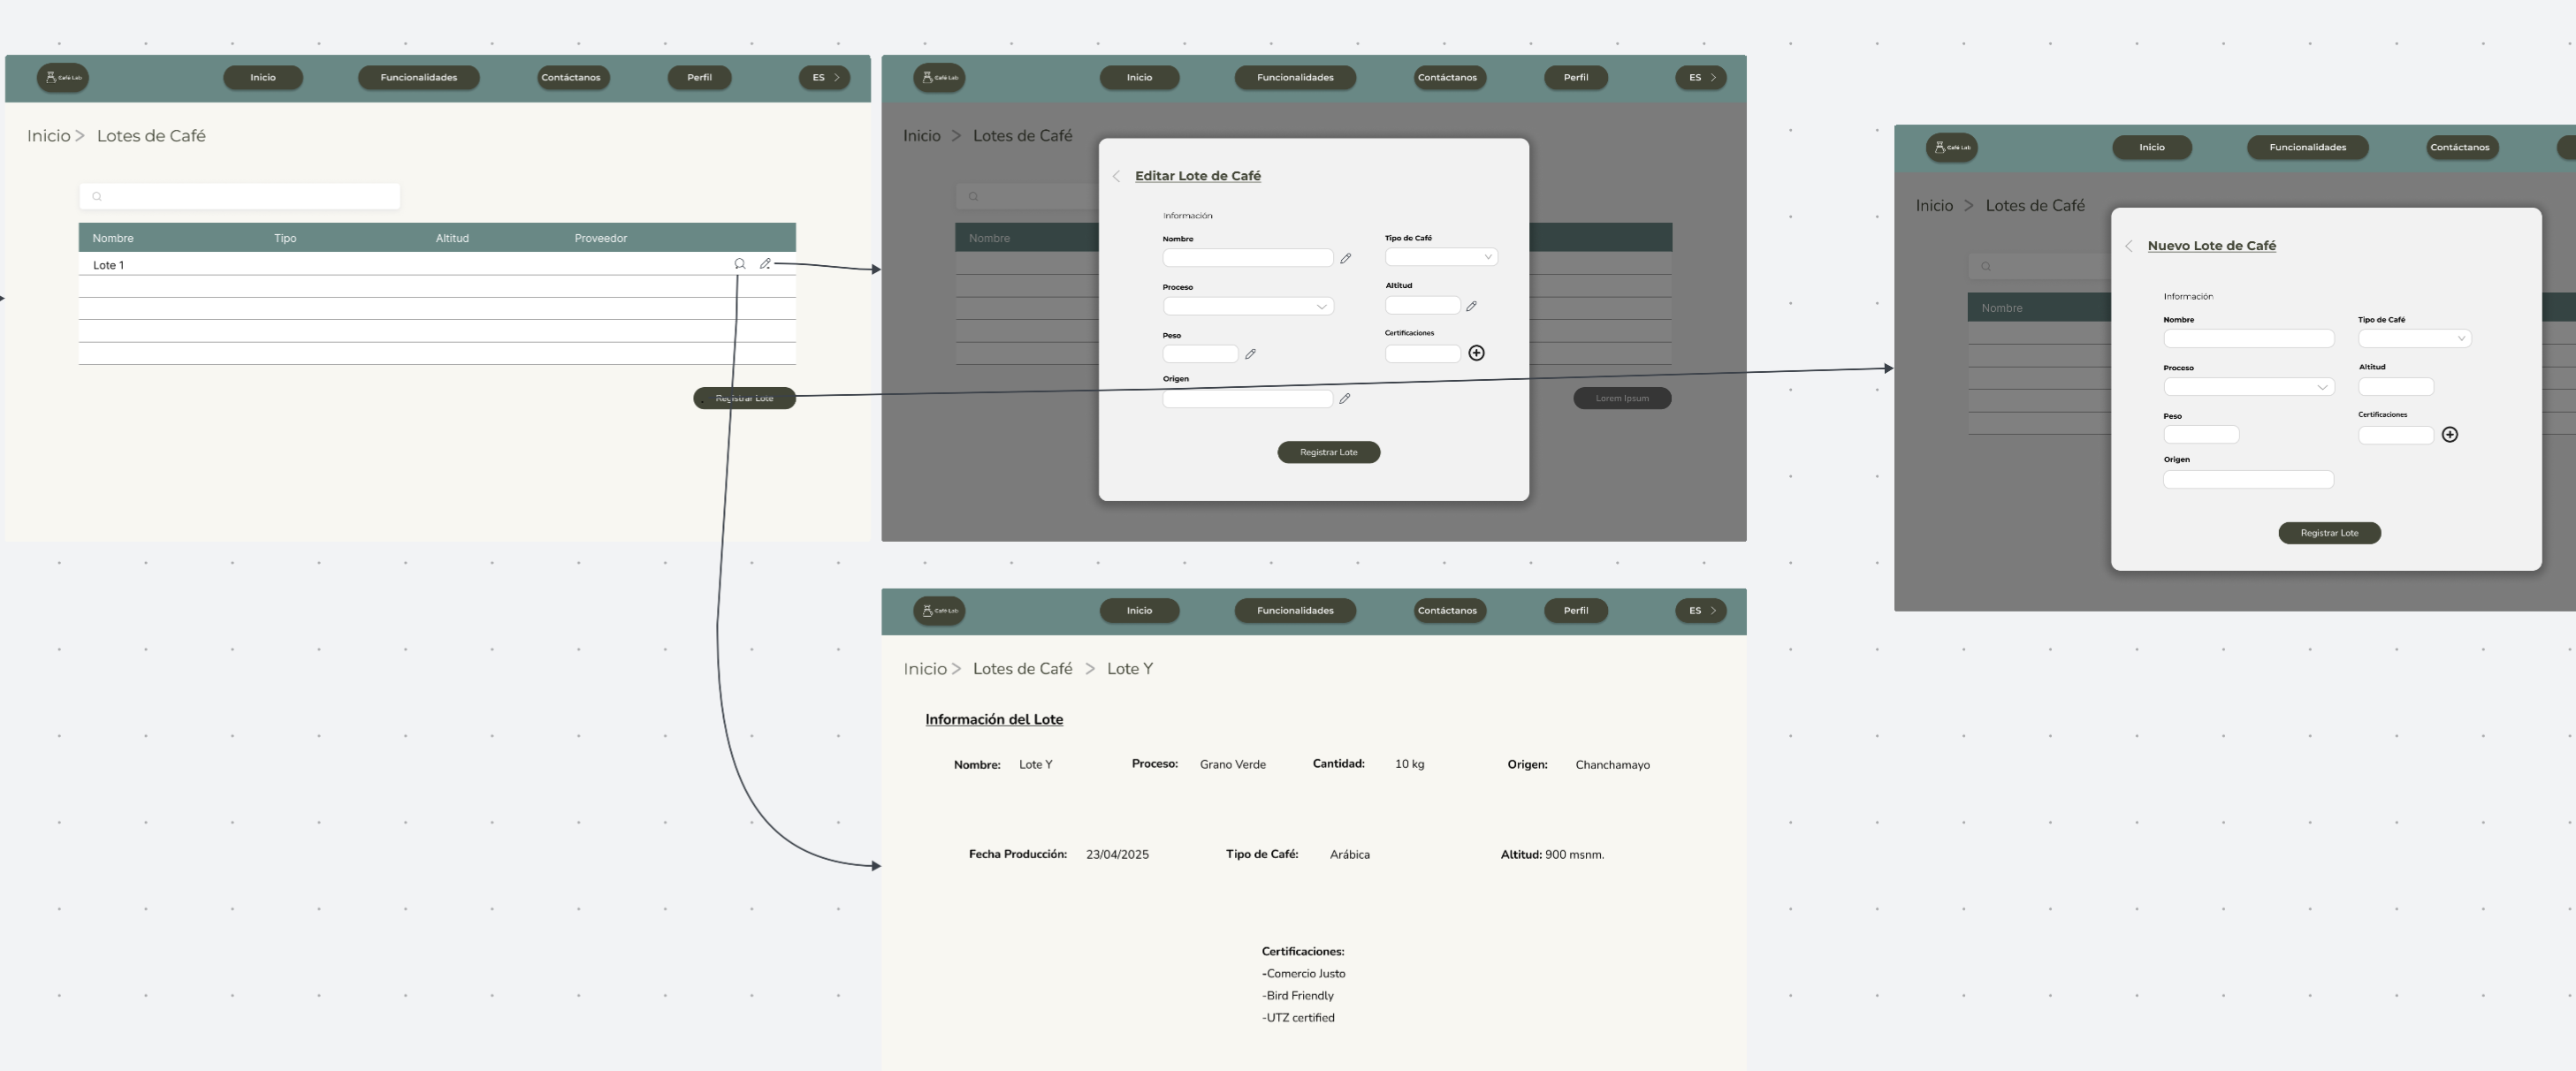 Café Lab Inicio Funcionalidades Contáctanos Perfil ES >
Inicio > Lotes de Café
Nombre Tipo Altitud Proveedor
Lote 1
Registrar Lote
Café Lab Inicio Funcionalidades Contáctanos Perfil ES >
Inicio > Lotes de Café
Nombre
Editar Lote de Café
Información
Nombre Tipo de Café
Proceso Altitud
Peso Certificaciones
Origen
Lorem Ipsum
Registrar Lote
Café Lab Inicio Funcionalidades Contáctanos
Inicio > Lotes de Café
Nombre
Nuevo Lote de Café
Información
Nombre Tipo de Café
Proceso Altitud
Peso Certificaciones
Origen
Registrar Lote
Café Lab Inicio Funcionalidades Contáctanos Perfil ES >
Inicio > Lotes de Café > Lote Y
Información del Lote
Nombre: Lote Y Proceso: Grano Verde Cantidad: 10 kg Origen: Chanchamayo
Fecha Producción: 23/04/2025 Tipo de Café: Arábica Altitud: 900 msnm.
Certificaciones:
-Comercio Justo
-Bird Friendly
-UTZ certified